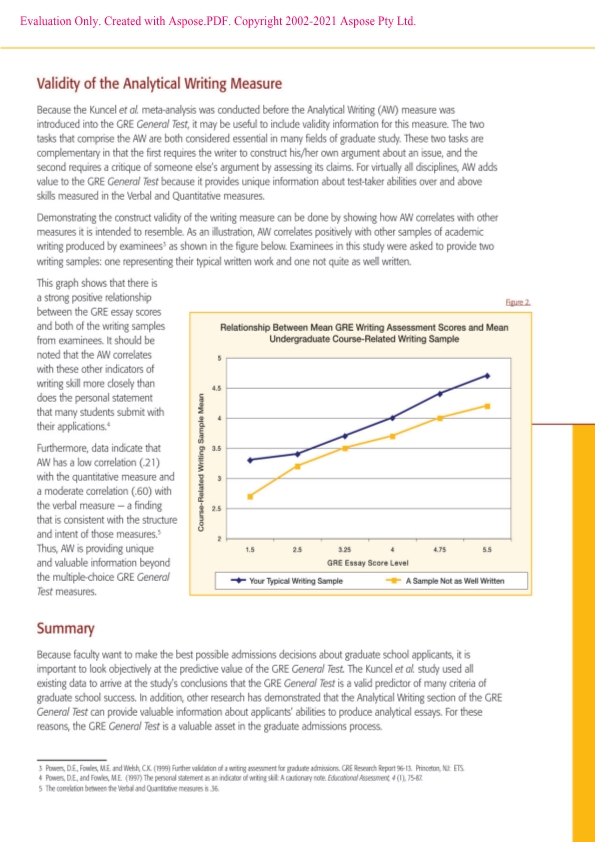 Evaluation Only. Created with Aspose.PDF. Copyright 2002-2021 Aspose Pty Ltd.
Validity of the Analytical Writing Measure
Because the Kuncel et al. meta-analysis was conducted before the Analytical Writing (AW) measure was
introduced into the GRE General Test, it may be useful to include validity information for this measure. The two
tasks that comprise the AW are both considered essential in many fields of graduate study. These two tasks are
complementary in that the first requires the writer to construct his/her own argument about an issue, and the
second requires a critique of someone else's argument by assessing its claims. For virtually all disciplines, AW adds
value to the GRE General Test because it provides unique information about test-taker abilities over and above
skills measured in the Verbal and Quantitative measures.
Demonstrating the construct validity of the writing measure can be done by showing how AW correlates with other
measures it is intended to resemble. As an illustration, AW correlates positively with other samples of academic
writing produced by examinees³ as shown in the figure below. Examinees in this study were asked to provide two
writing samples: one representing their typical written work and one not quite as well written.
This graph shows that there is
a strong positive relationship
between the GRE essay scores
and both of the writing samples
from examinees. It should be
noted that the AW correlates
with these other indicators of
writing skill more closely than
does the personal statement
that many students submit with
their applications.⁴
Furthermore, data indicate that
AW has a low correlation (.21)
with the quantitative measure and
a moderate correlation (.60) with
the verbal measure — a finding
that is consistent with the structure
and intent of those measures.⁵
Thus, AW is providing unique
and valuable information beyond
the multiple-choice GRE General
Test measures.
Figure 2.
Relationship Between Mean GRE Writing Assessment Scores and Mean
Undergraduate Course-Related Writing Sample
Course-Related Writing Sample Mean
5
4.5
4
3.5
3
2.5
2
1.5 2.5 3.25 4 4.75 5.5
GRE Essay Score Level
Your Typical Writing Sample A Sample Not as Well Written
Summary
Because faculty want to make the best possible admissions decisions about graduate school applicants, it is
important to look objectively at the predictive value of the GRE General Test. The Kuncel et al. study used all
existing data to arrive at the study's conclusions that the GRE General Test is a valid predictor of many criteria of
graduate school success. In addition, other research has demonstrated that the Analytical Writing section of the GRE
General Test can provide valuable information about applicants' abilities to produce analytical essays. For these
reasons, the GRE General Test is a valuable asset in the graduate admissions process.
3 Powers, D.E., Fowles, M.E. and Welsh, C.K. (1999) Further validation of a writing assessment for graduate admissions. GRE Research Report 96-13. Princeton, NJ: ETS.
4 Powers, D.E., and Fowles, M.E. (1997) The personal statement as an indicator of writing skill: A cautionary note. Educational Assessment, 4 (1), 75-87.
5 The correlation between the Verbal and Quantitative measures is .36.